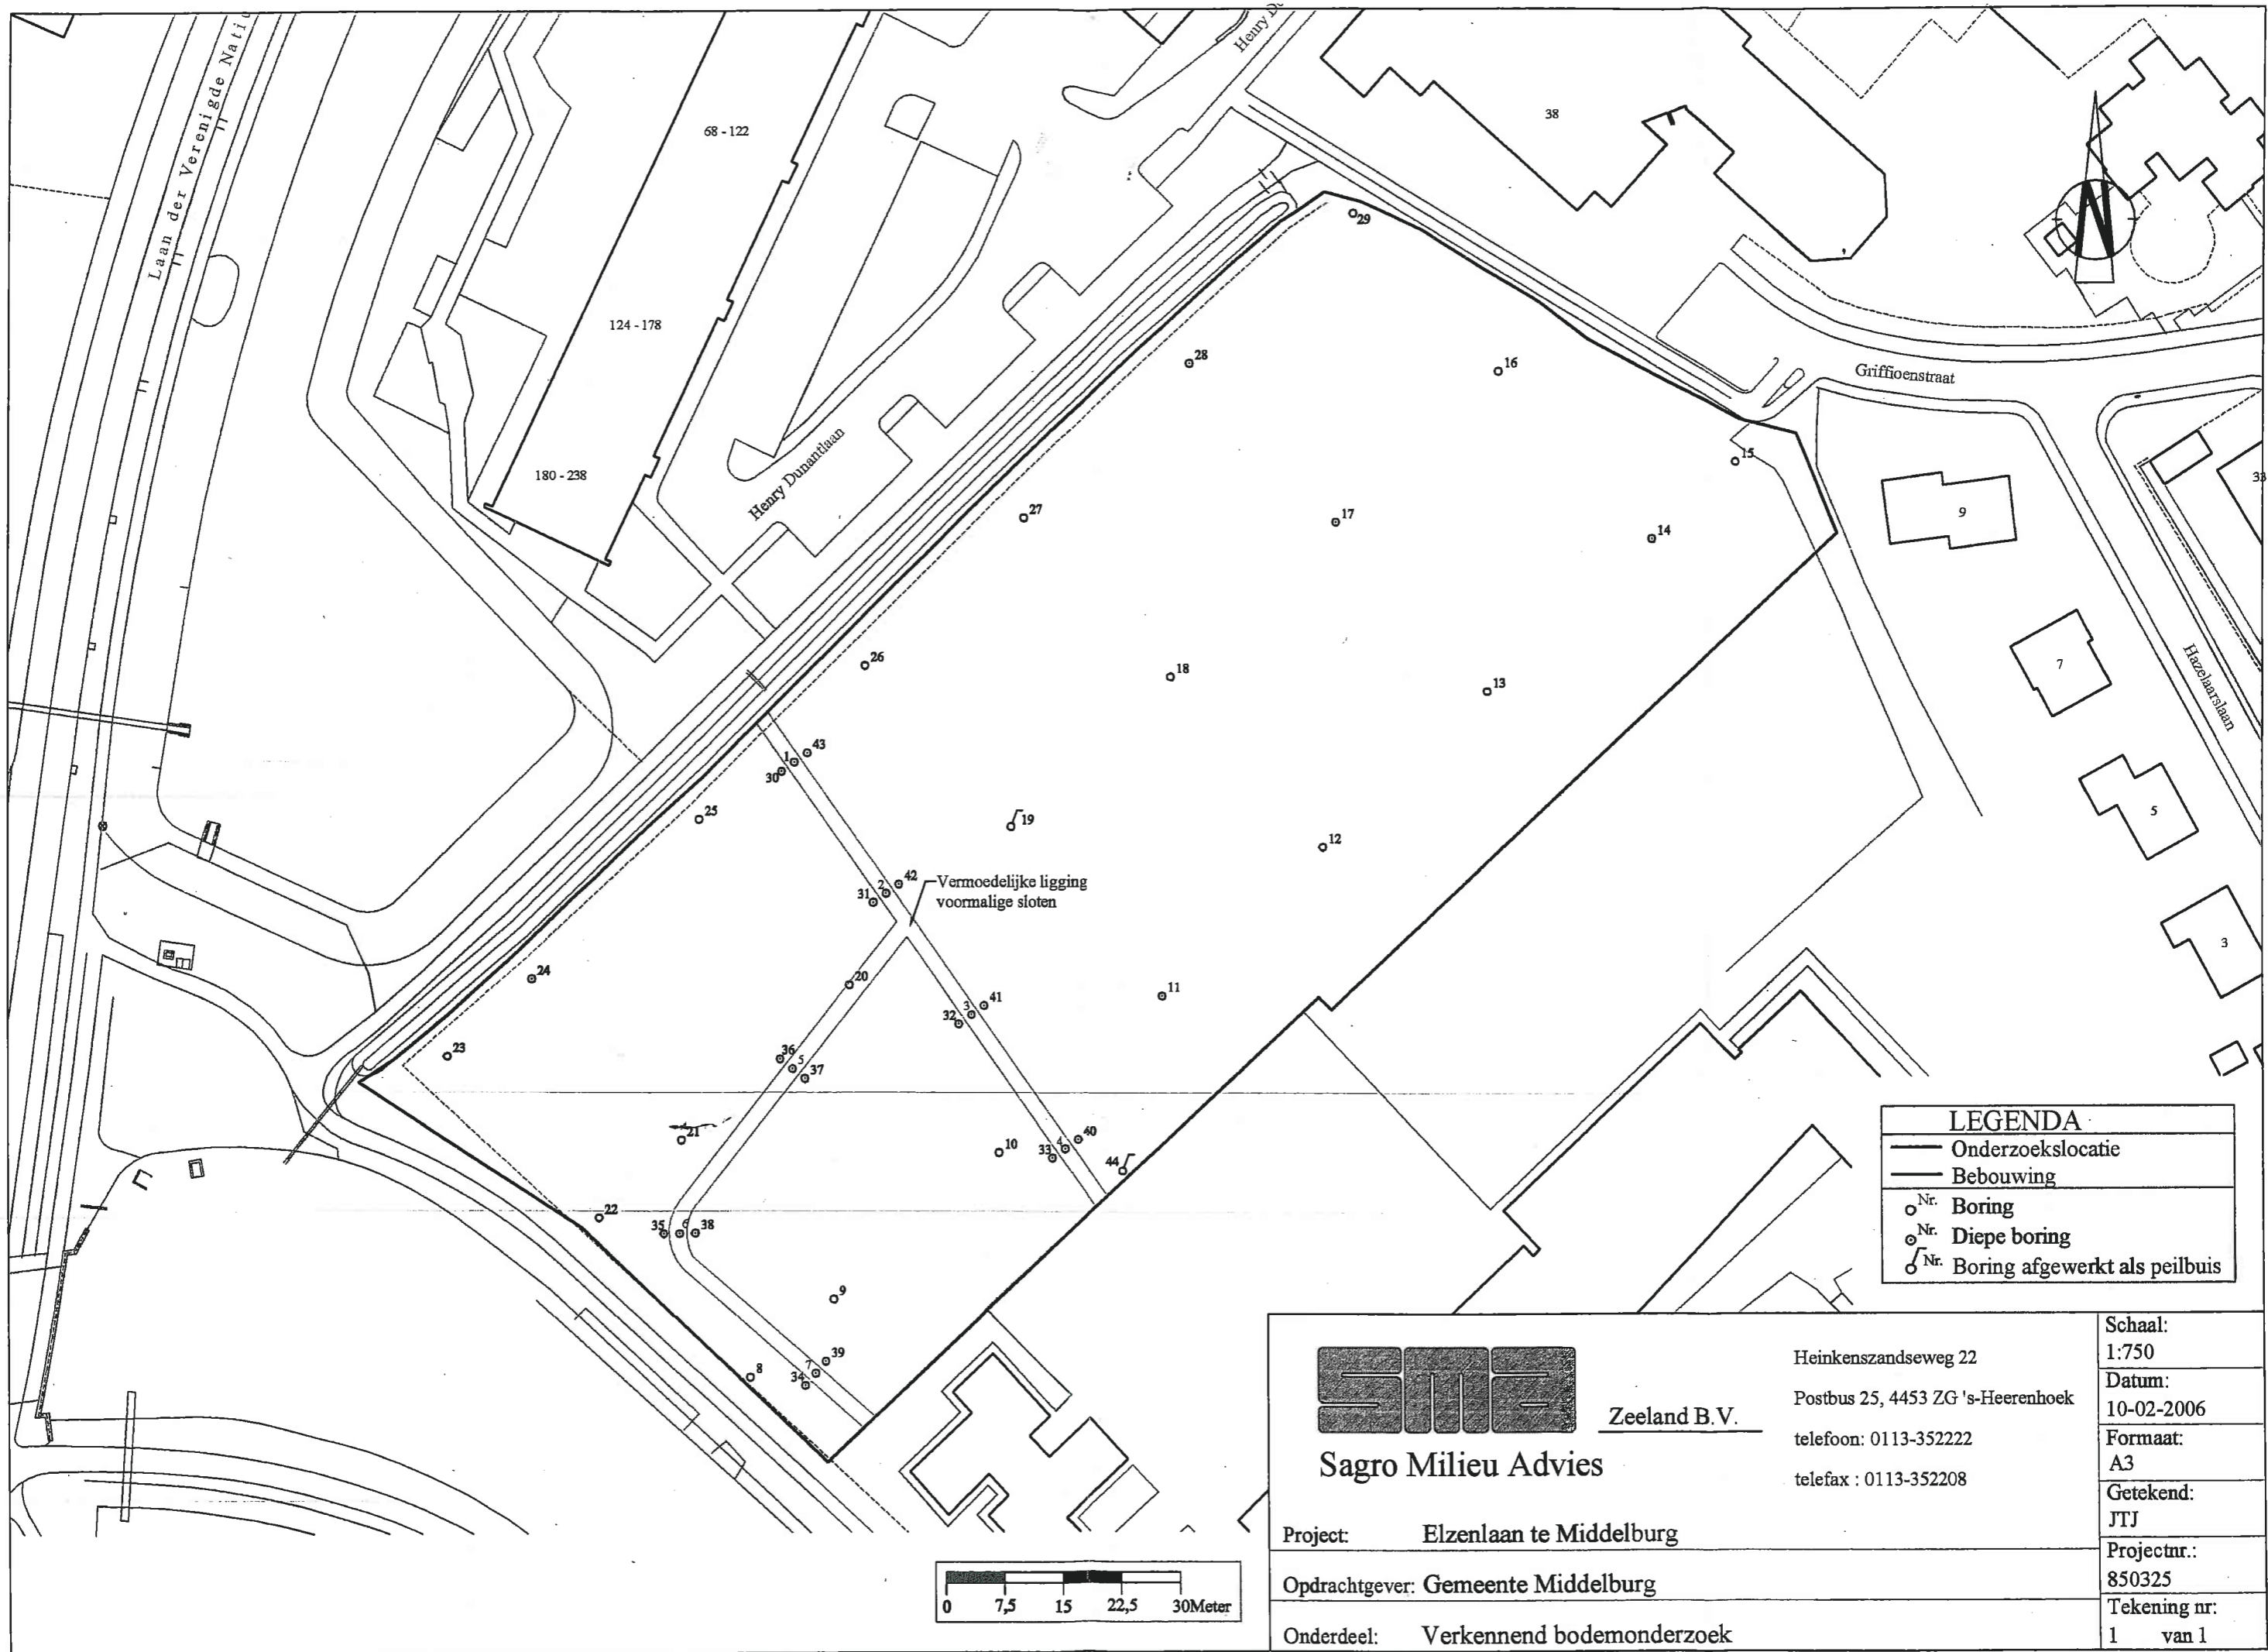 Laan der Verenigde Nati
Henry Du
68 - 122
38
29
124 - 178
28
16
Griffioenstraat
180 - 238
Henry Dunantlaan
15
33
27
17
14
9
26
18
13
7
Hazelaarslaan
43
1
30
25
19
12
5
42
2
31
Vermoedelijke ligging
voormalige sloten
3
24
20
41
3
32
11
23
36
5
37
21
10
40
4
33
44
22
35
38
9
39
7
34
8
N
LEGENDA
Onderzoekslocatie
Bebouwing
Nr. Boring
Nr. Diepe boring
Nr. Boring afgewerkt als peilbuis
sma
Zeeland B.V.
Sagro Milieu Advies
Heinkenszandseweg 22
Postbus 25, 4453 ZG 's-Heerenhoek
telefoon: 0113-352222
telefax : 0113-352208
Schaal:
1:750
Datum:
10-02-2006
Formaat:
A3
Getekend:
JTJ
Projectnr.:
850325
Tekening nr:
1 van 1
Project: Elzenlaan te Middelburg
Opdrachtgever: Gemeente Middelburg
Onderdeel: Verkennend bodemonderzoek
0 7,5 15 22,5 30Meter